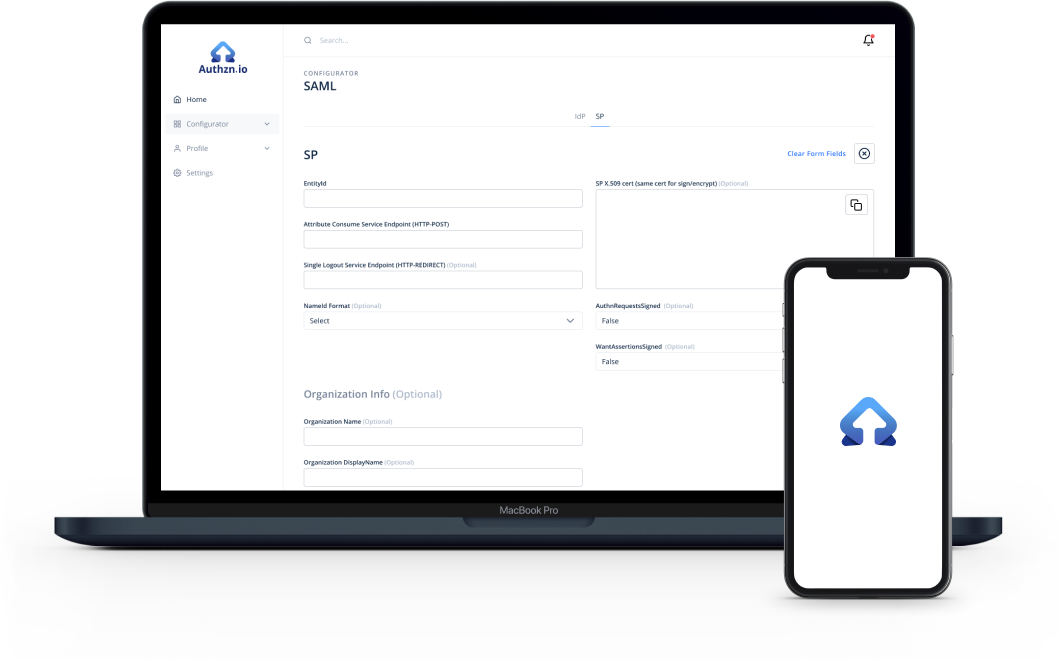 Authzn.io
Search...
Home
Configurator
Profile
Settings
CONFIGURATOR
SAML
IdP SP
SP
Clear Form Fields
EntityId
Attribute Consume Service Endpoint (HTTP-POST)
Single Logout Service Endpoint (HTTP-REDIRECT) (Optional)
NameId Format (Optional)
Select
SP X.509 cert (same cert for sign/encrypt) (Optional)
AuthnRequestsSigned (Optional)
False
WantAssertionsSigned (Optional)
False
Organization Info (Optional)
Organization Name (Optional)
Organization DisplayName (Optional)
MacBook Pro